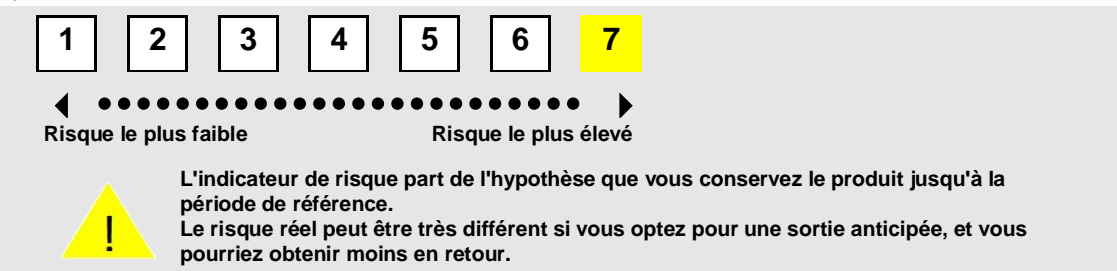 1 2 3 4 5 6 7
Risque le plus faible Risque le plus élevé
!
L'indicateur de risque part de l'hypothèse que vous conservez le produit jusqu'à la
période de référence.
Le risque réel peut être très différent si vous optez pour une sortie anticipée, et vous
pourriez obtenir moins en retour.